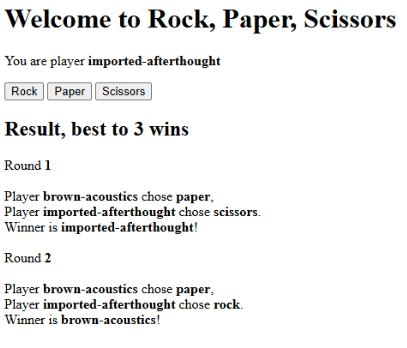 Welcome to Rock, Paper, Scissors
You are player imported-afterthought
Rock Paper Scissors
Result, best to 3 wins
Round 1
Player brown-acoustics chose paper,
Player imported-afterthought chose scissors.
Winner is imported-afterthought!
Round 2
Player brown-acoustics chose paper,
Player imported-afterthought chose rock.
Winner is brown-acoustics!